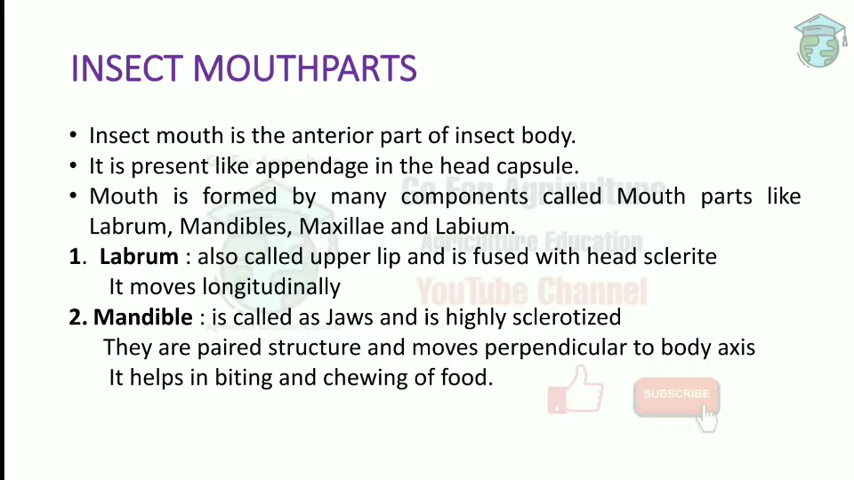 INSECT MOUTHPARTS
• Insect mouth is the anterior part of insect body.
• It is present like appendage in the head capsule.
• Mouth is formed by many components called Mouth parts like
Labrum, Mandibles, Maxillae and Labium.
1. Labrum : also called upper lip and is fused with head sclerite
It moves longitudinally
2. Mandible : is called as Jaws and is highly sclerotized
They are paired structure and moves perpendicular to body axis
It helps in biting and chewing of food.
Go For Agriculture
Agriculture Education
YouTube Channel
SUBSCRIBE